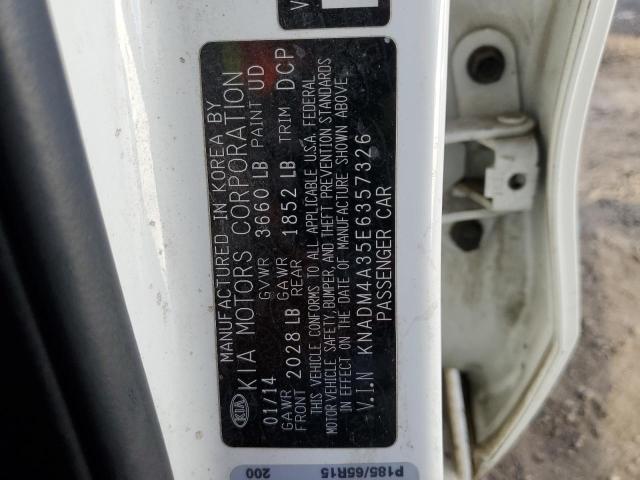 MANUFACTURED IN KOREA BY
KIA KIA MOTORS CORPORATION
01/14 GVWR 3660 LB PAINT UD
GAWR FRONT 2028 LB GAWR REAR 1852 LB TRIM DCP
THIS VEHICLE CONFORMS TO ALL APPLICABLE U.S.A. FEDERAL
MOTOR VEHICLE SAFETY, BUMPER, AND THEFT PREVENTION STANDARDS
IN EFFECT ON THE DATE OF MANUFACTURE SHOWN ABOVE.
V.I.N KNADM4A35E6357326
PASSENGER CAR
P185/65R15
200